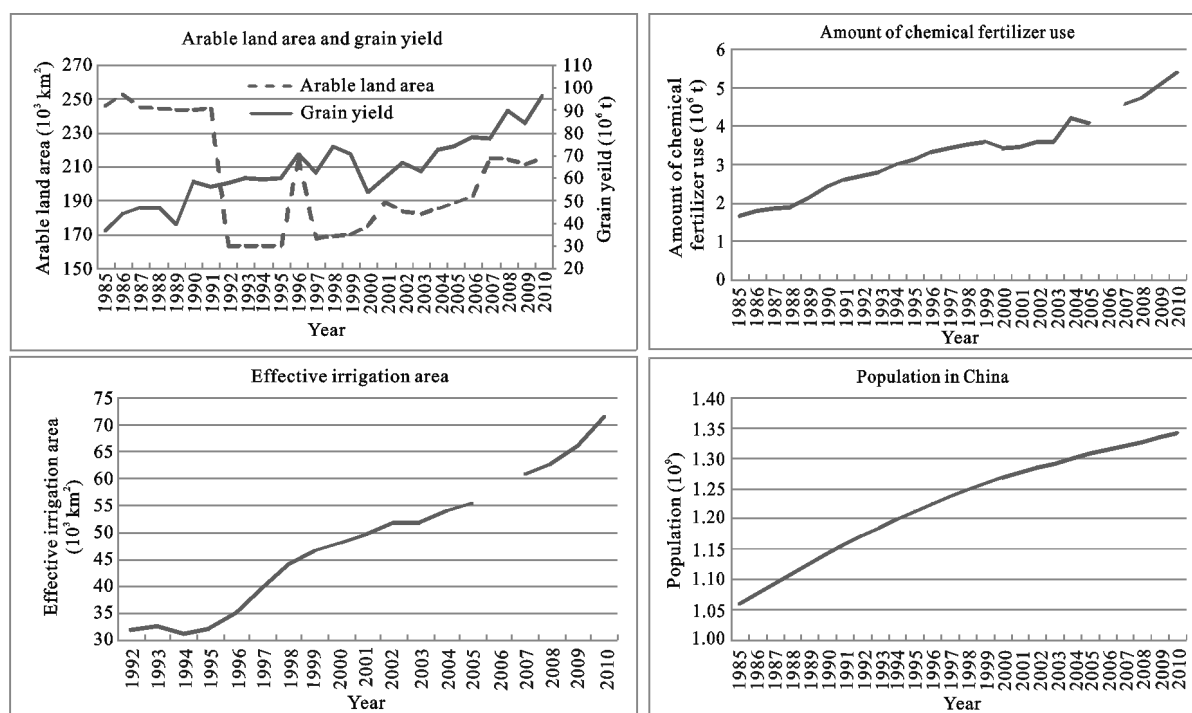 Arable land area and grain yield
Arable land area (10³ km²)
270
250
230
210
190
170
150
Arable land area
Grain yield
110
100
90
80
70
60
50
40
30
20
Grain yeild (10⁶ t)
1985 1986 1987 1988 1989 1990 1991 1992 1993 1994 1995 1996 1997 1998 1999 2000 2001 2002 2003 2004 2005 2006 2007 2008 2009 2010
Year
Amount of chemical fertilizer use
Amount of chemical
fertilizer use (10⁶ t)
6
5
4
3
2
1
0
1985 1986 1987 1988 1989 1990 1991 1992 1993 1994 1995 1996 1997 1998 1999 2000 2001 2002 2003 2004 2005 2006 2007 2008 2009 2010
Year
Effective irrigation area
Effective irrigation area
(10³ km²)
75
70
65
60
55
50
45
40
35
30
1992 1993 1994 1995 1996 1997 1998 1999 2000 2001 2002 2003 2004 2005 2006 2007 2008 2009 2010
Year
Population in China
Population (10⁹)
1.40
1.35
1.30
1.25
1.20
1.15
1.10
1.05
1.00
1985 1986 1987 1988 1989 1990 1991 1992 1993 1994 1995 1996 1997 1998 1999 2000 2001 2002 2003 2004 2005 2006 2007 2008 2009 2010
Year